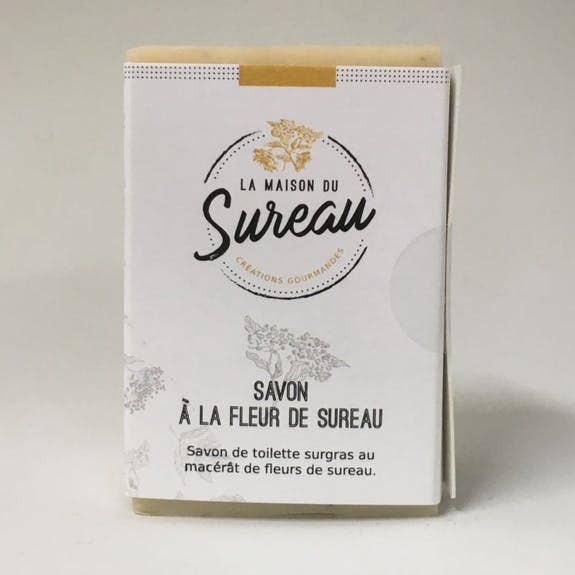 LA MAISON DU
Sureau
CRÉATIONS GOURMANDES
SAVON
À LA FLEUR DE SUREAU
Savon de toilette surgras au
macérât de fleurs de sureau.